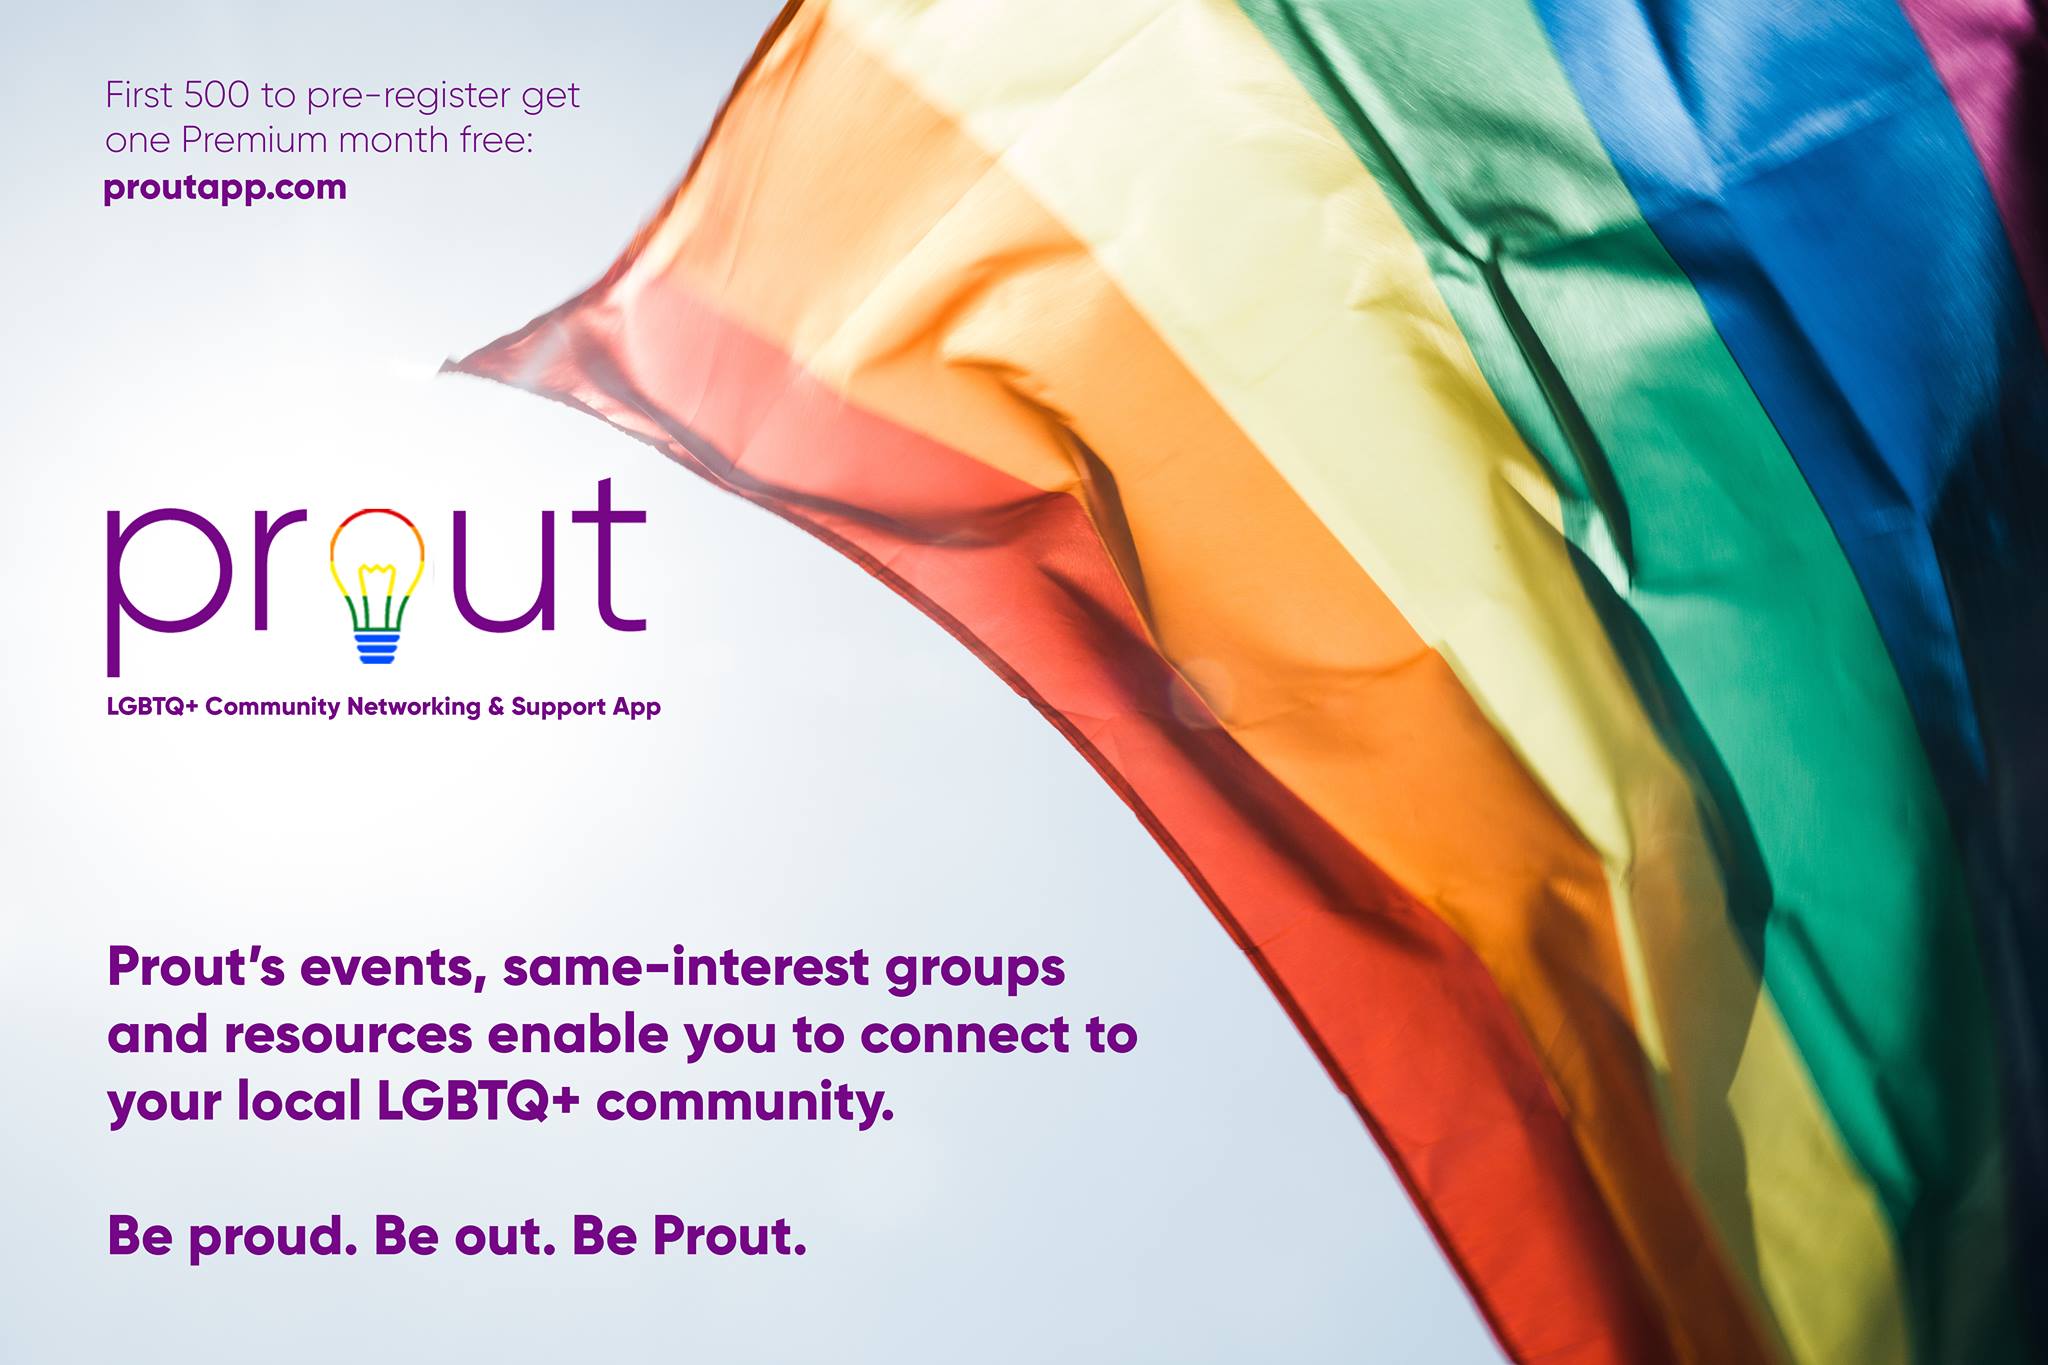 First 500 to pre-register get
one Premium month free:
proutapp.com
prout
LGBTQ+ Community Networking & Support App
Prout's events, same-interest groups
and resources enable you to connect to
your local LGBTQ+ community.
Be proud. Be out. Be Prout.